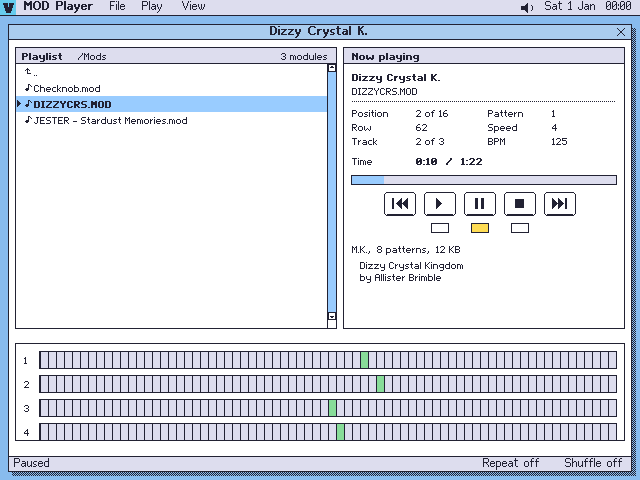 MOD Player File Play View Sat 1 Jan 00:00
Dizzy Crystal K.
Playlist /Mods 3 modules
..
Checknob.mod
DIZZYCRS.MOD
JESTER - Stardust Memories.mod
Now playing
Dizzy Crystal K.
DIZZYCRS.MOD
Position 2 of 16 Pattern 1
Row 62 Speed 4
Track 2 of 3 BPM 125
Time 0:10 / 1:22
M.K., 8 patterns, 12 KB
Dizzy Crystal Kingdom
by Allister Brimble
1
2
3
4
Paused Repeat off Shuffle off